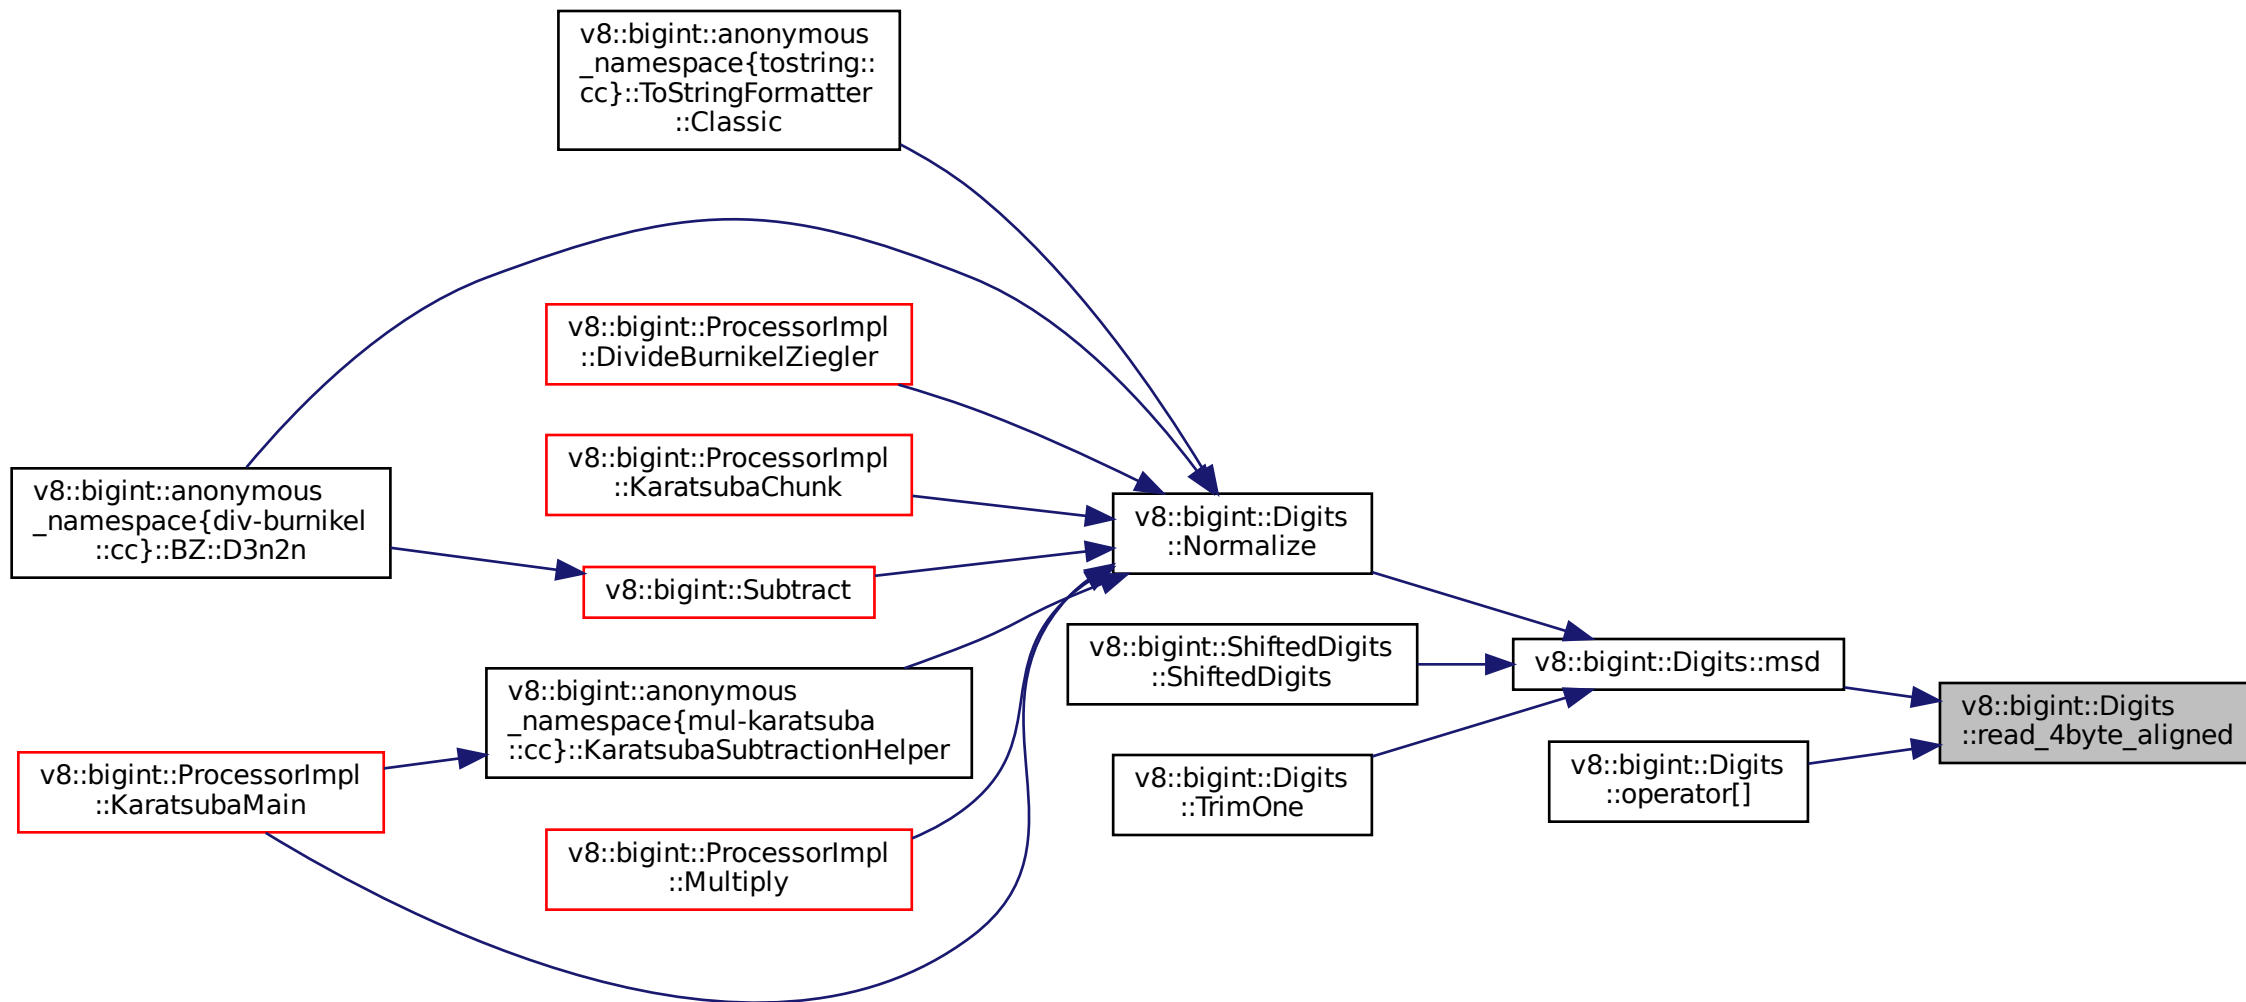 v8::bigint::anonymous
_namespace{tostring::
cc}::ToStringFormatter
::Classic
v8::bigint::ProcessorImpl
::DivideBurnikelZiegler
v8::bigint::ProcessorImpl
::KaratsubaChunk
v8::bigint::anonymous
_namespace{div-burnikel
::cc}::BZ::D3n2n
v8::bigint::Subtract
v8::bigint::Digits
::Normalize
v8::bigint::ShiftedDigits
::ShiftedDigits
v8::bigint::Digits::msd
v8::bigint::Digits
::read_4byte_aligned
v8::bigint::anonymous
_namespace{mul-karatsuba
::cc}::KaratsubaSubtractionHelper
v8::bigint::ProcessorImpl
::KaratsubaMain
v8::bigint::Digits
::TrimOne
v8::bigint::Digits
::operator[]
v8::bigint::ProcessorImpl
::Multiply